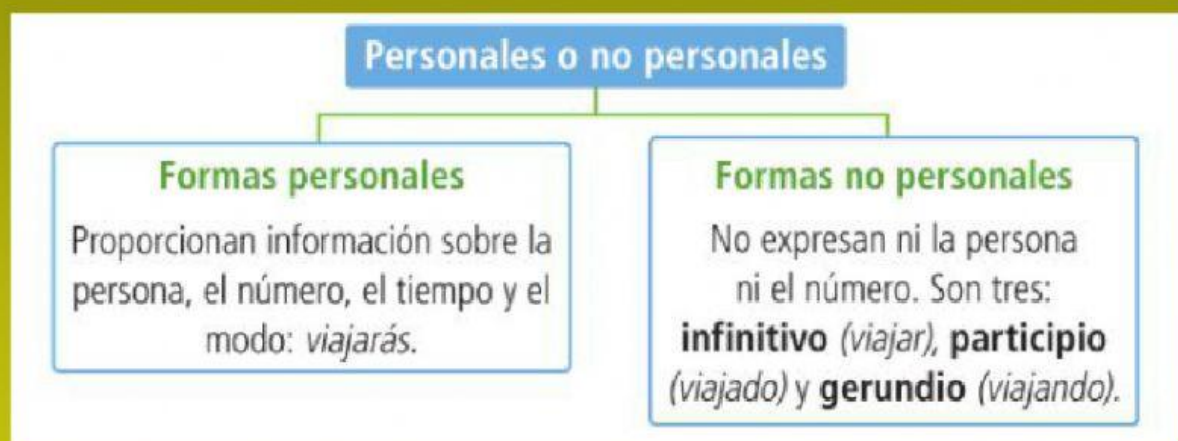 Personales o no personales
Formas personales
Proporcionan información sobre la
persona, el número, el tiempo y el
modo: viajarás.
Formas no personales
No expresan ni la persona
ni el número. Son tres:
infinitivo (viajar), participio
(viajado) y gerundio (viajando).